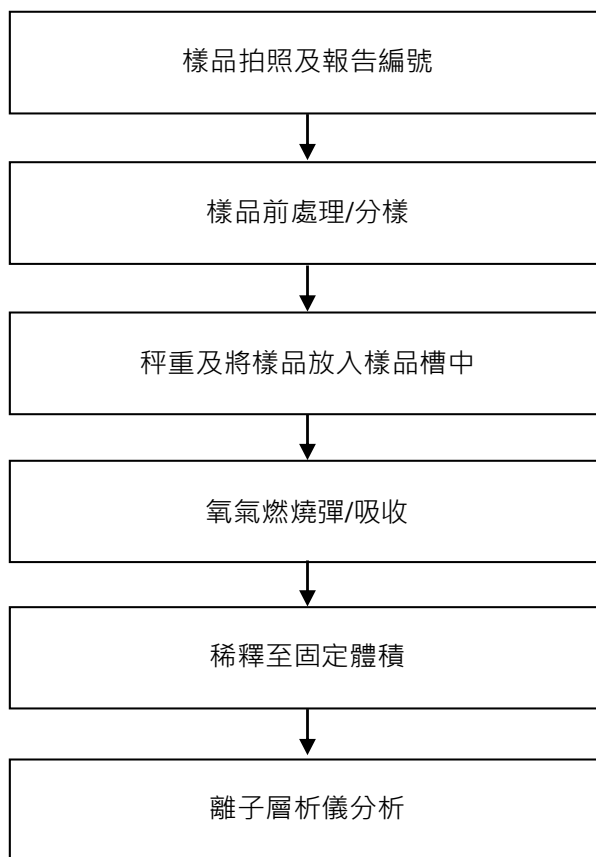 樣品拍照及報告編號
樣品前處理/分樣
秤重及將樣品放入樣品槽中
氧氣燃燒彈/吸收
稀釋至固定體積
離子層析儀分析